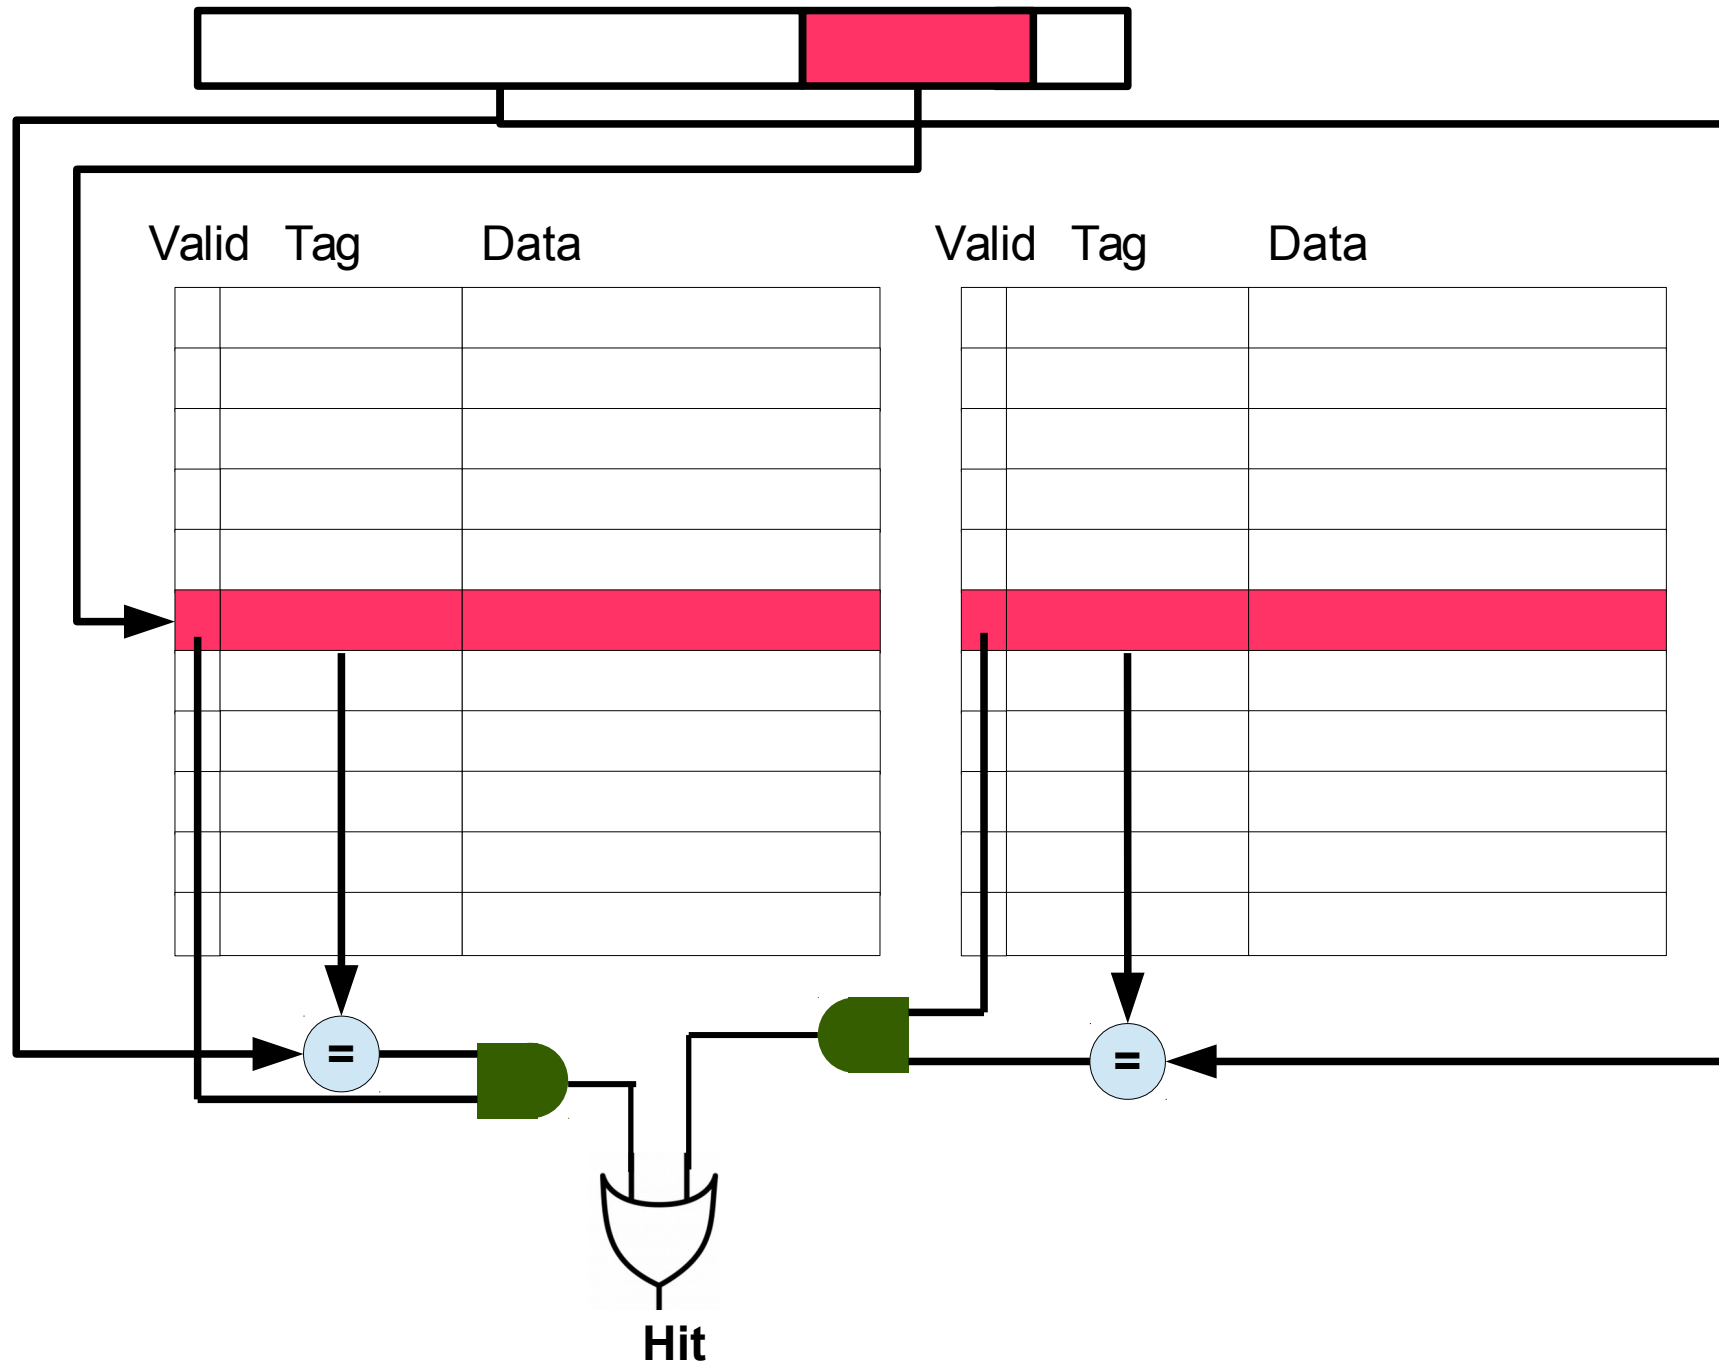 Valid Tag Data Valid Tag Data
= =
Hit